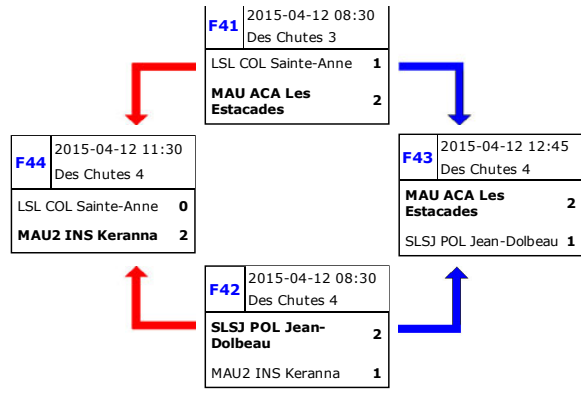 F41
2015-04-12 08:30
Des Chutes 3
LSL COL Sainte-Anne 1
MAU ACA Les
Estacades 2
F44
2015-04-12 11:30
Des Chutes 4
LSL COL Sainte-Anne 0
MAU2 INS Keranna 2
F43
2015-04-12 12:45
Des Chutes 4
MAU ACA Les
Estacades 2
SLSJ POL Jean-Dolbeau 1
F42
2015-04-12 08:30
Des Chutes 4
SLSJ POL Jean-
Dolbeau 2
MAU2 INS Keranna 1